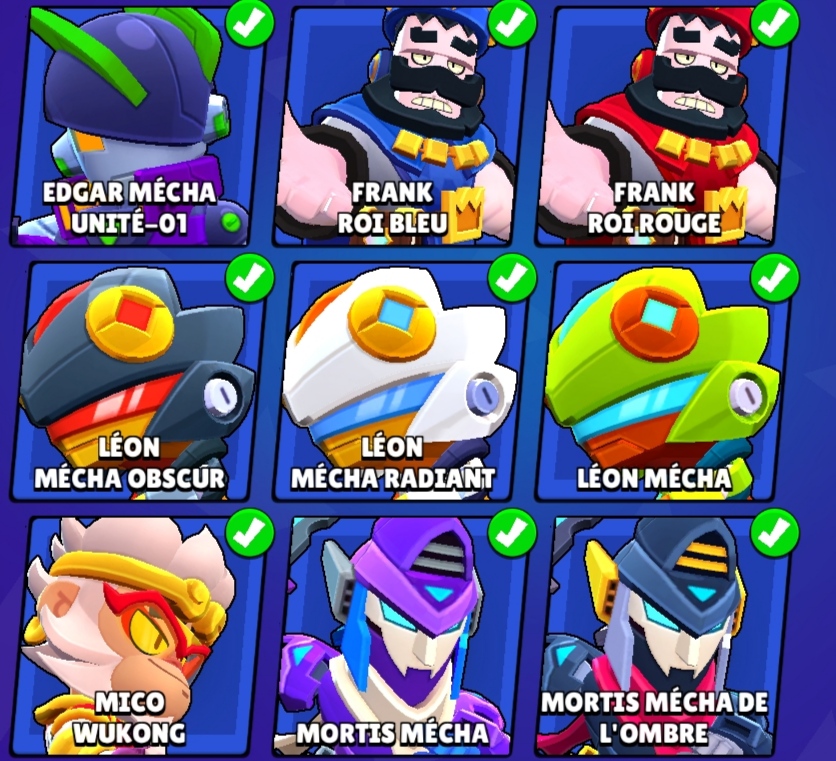 EDGAR MÉCHA
UNITÉ-01
FRANK
ROI BLEU
FRANK
ROI ROUGE
LÉON
MÉCHA OBSCUR
LÉON
MÉCHA RADIANT
LÉON MÉCHA
MICO
WUKONG
MORTIS MÉCHA
MORTIS MÉCHA DE
L'OMBRE